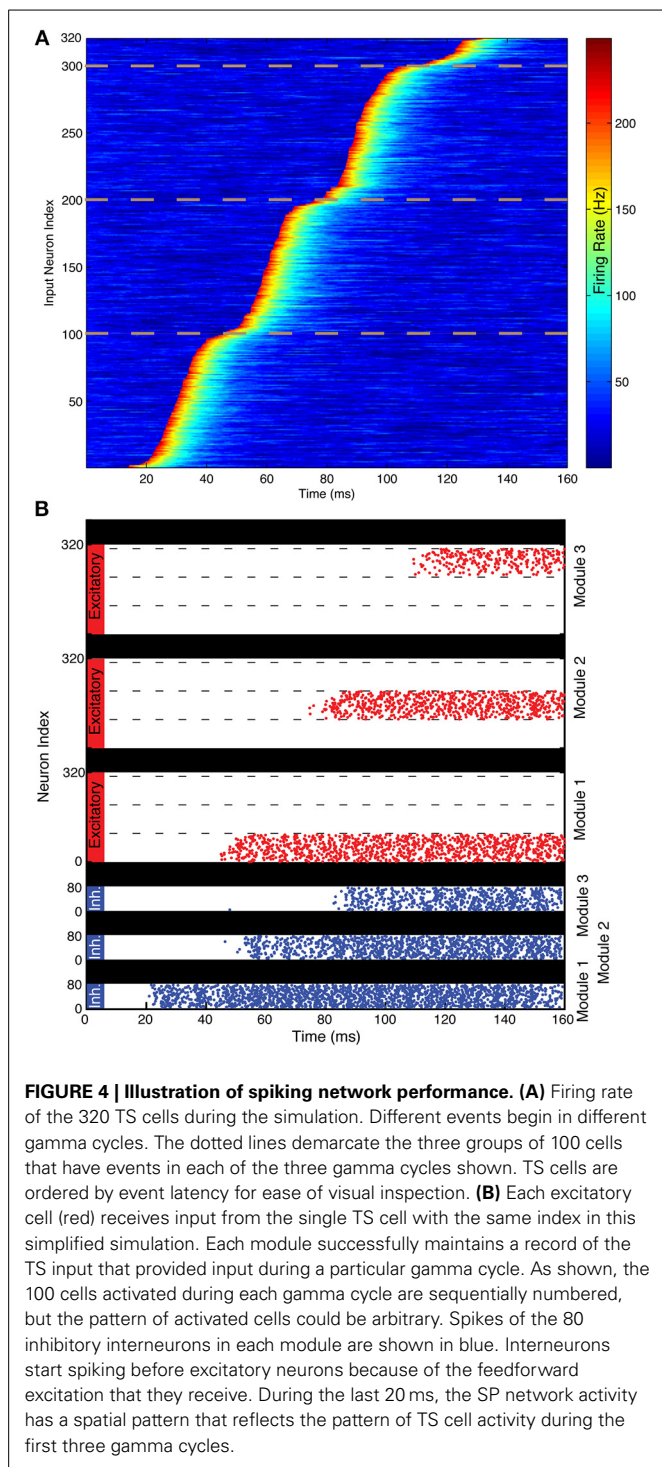 A
320
300
250
200
150
100
50
Input Neuron Index
20 40 60 80 100 120 140 160
Time (ms)
200
150
100
50
Firing Rate (Hz)
B
320
Excitatory
Module 3
320
Excitatory
Module 2
320
Excitatory
0
Module 1
Neuron Index
80
Inh.
0
Module 3
80
Inh
0
Module 2
80
Inh
0
Module 1
0 20 40 60 80 100 120 140 160
Time (ms)
FIGURE 4 | Illustration of spiking network performance. (A) Firing rate
of the 320 TS cells during the simulation. Different events begin in different
gamma cycles. The dotted lines demarcate the three groups of 100 cells
that have events in each of the three gamma cycles shown. TS cells are
ordered by event latency for ease of visual inspection. (B) Each excitatory
cell (red) receives input from the single TS cell with the same index in this
simplified simulation. Each module successfully maintains a record of the
TS input that provided input during a particular gamma cycle. As shown, the
100 cells activated during each gamma cycle are sequentially numbered,
but the pattern of activated cells could be arbitrary. Spikes of the 80
inhibitory interneurons in each module are shown in blue. Interneurons
start spiking before excitatory neurons because of the feedforward
excitation that they receive. During the last 20 ms, the SP network activity
has a spatial pattern that reflects the pattern of TS cell activity during the
first three gamma cycles.